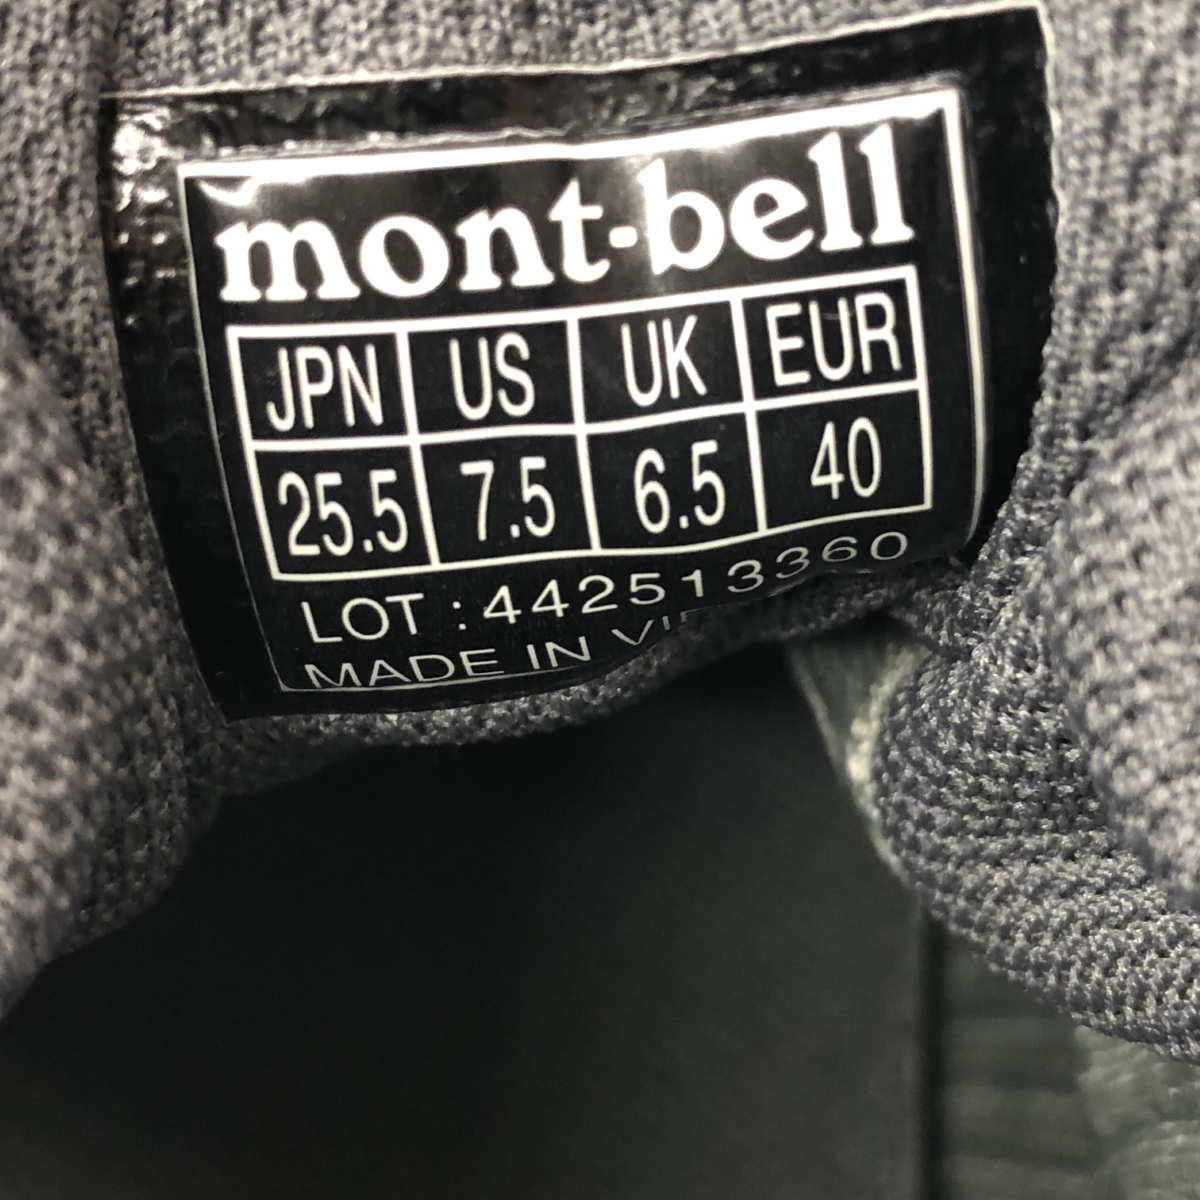 mont-bell
JPN US UK EUR
25.5 7.5 6.5 40
LOT : 442513360
MADE IN